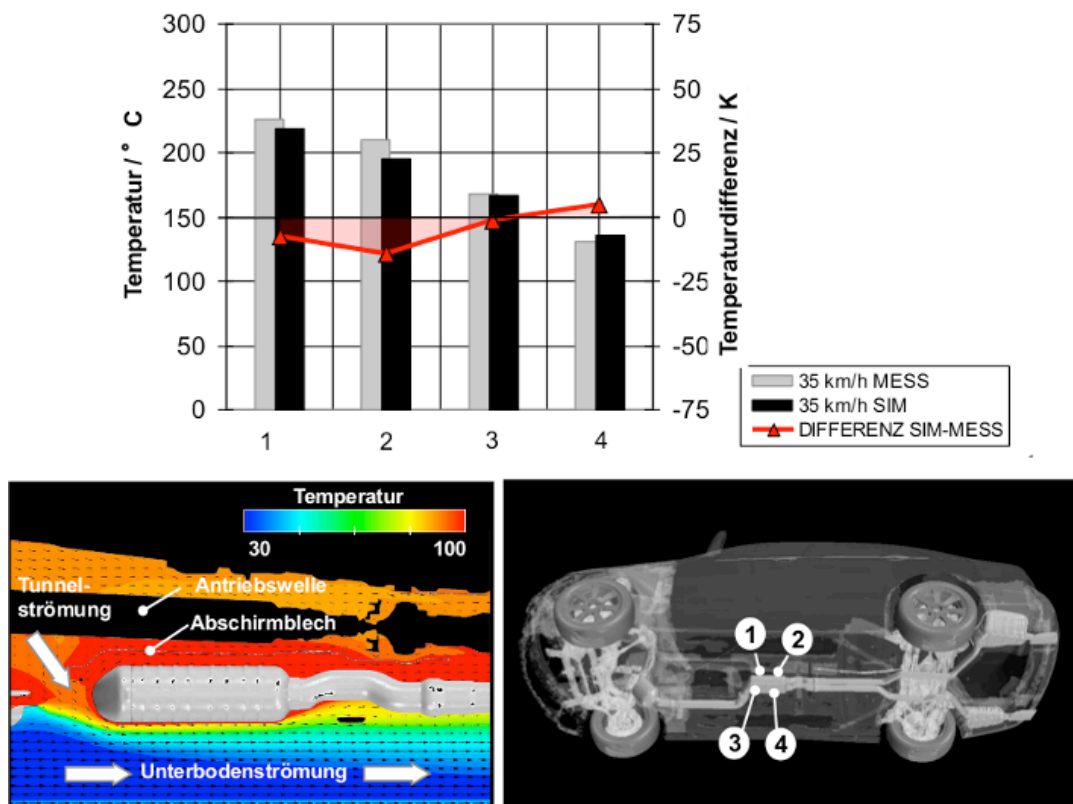 300
250
200
150
100
50
0
Temperatur / ° C
75
50
25
0
-25
-50
-75
Temperaturdifferenz / K
1
2
3
4
35 km/h MESS
35 km/h SIM
DIFFERENZ SIM-MESS
Temperatur
30
100
Tunnel-
strömung
Antriebswelle
Abschirmblech
Unterbodenströmung
1
2
3
4